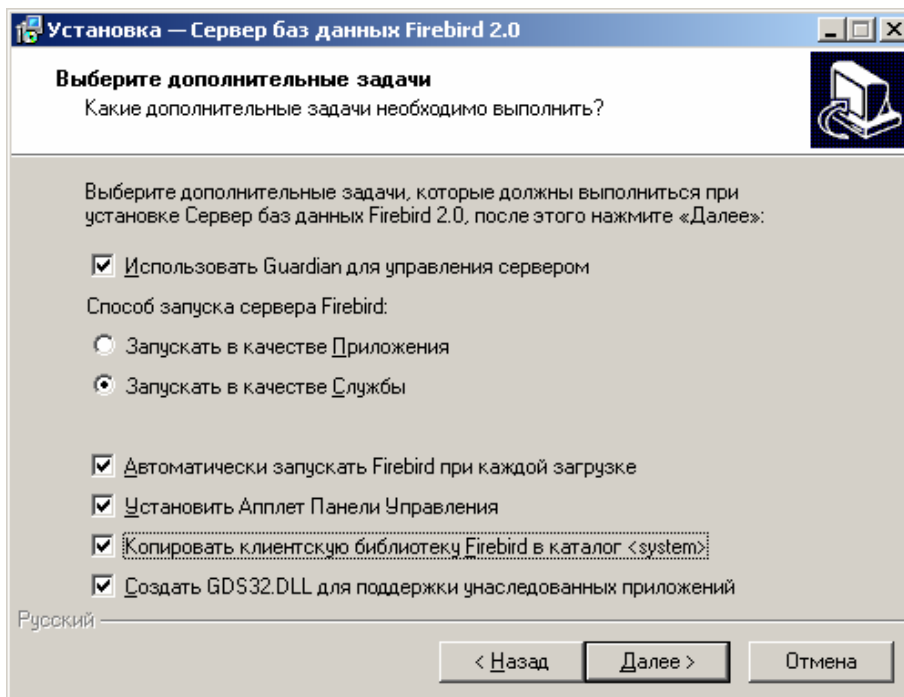 Установка — Сервер баз данных Firebird 2.0
Выберите дополнительные задачи
Какие дополнительные задачи необходимо выполнить?
Выберите дополнительные задачи, которые должны выполниться при
установке Сервер баз данных Firebird 2.0, после этого нажмите «Далее»:
Использовать Guardian для управления сервером
Способ запуска сервера Firebird:
Запускать в качестве Приложения
Запускать в качестве Службы
Автоматически запускать Firebird при каждой загрузке
Установить Апплет Панели Управления
Копировать клиентскую библиотеку Firebird в каталог <system>
Создать GDS32.DLL для поддержки унаследованных приложений
Русский
< Назад
Далее >
Отмена